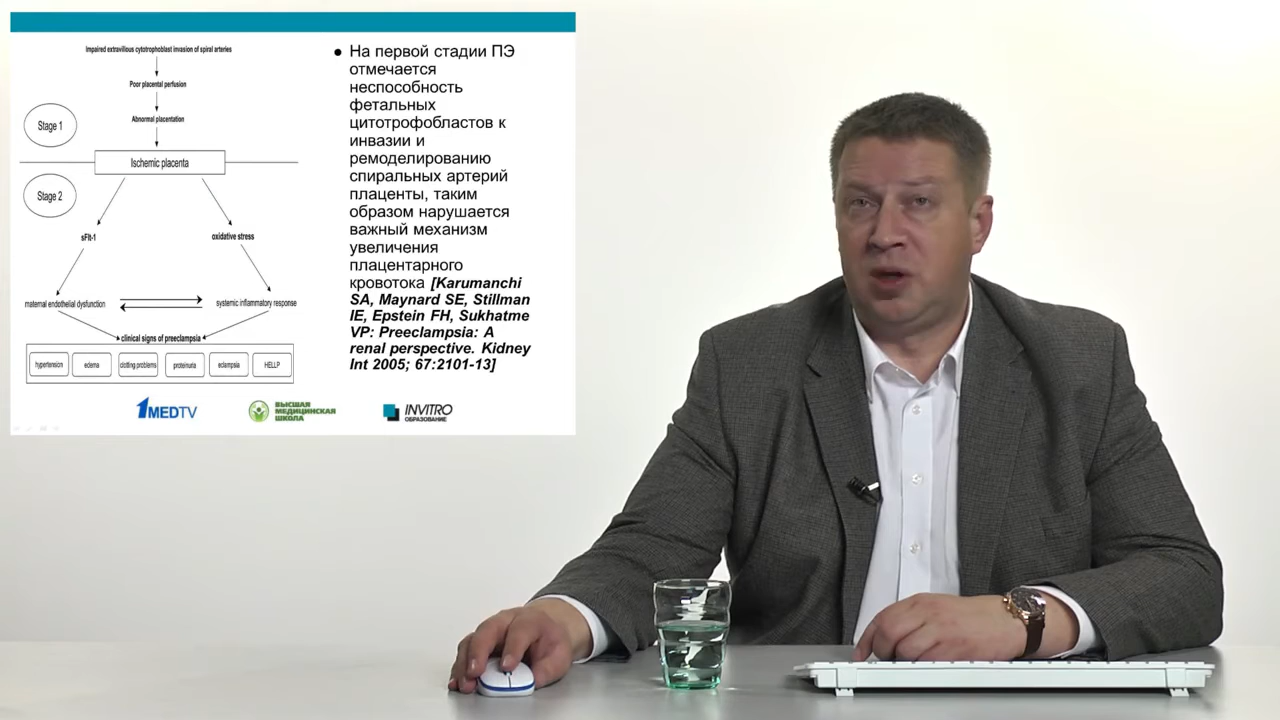 Impaired extravillous cytotrophoblast invasion of spiral arteries
Poor placental perfusion
Abnormal placentation
Stage 1
Ischemic placenta
Stage 2
sFlt-1
oxidative stress
maternal endothelial dysfunction
systemic inflammatory response
clinical signs of preeclampsia
hypertension
edema
clotting problems
proteinuria
eclampsia
HELLP
● На первой стадии ПЭ
отмечается
неспособность
фетальных
цитотрофобластов к
инвазии и
ремоделированию
спиральных артерий
плаценты, таким
образом нарушается
важный механизм
увеличения
плацентарного
кровотока [Karumanchi
SA, Maynard SE, Stillman
IE, Epstein FH, Sukhatme
VP: Preeclampsia: A
renal perspective. Kidney
Int 2005; 67:2101-13]
1MEDTV
ВЫСШАЯ
МЕДИЦИНСКАЯ
ШКОЛА
INVITRO
ОБРАЗОВАНИЕ